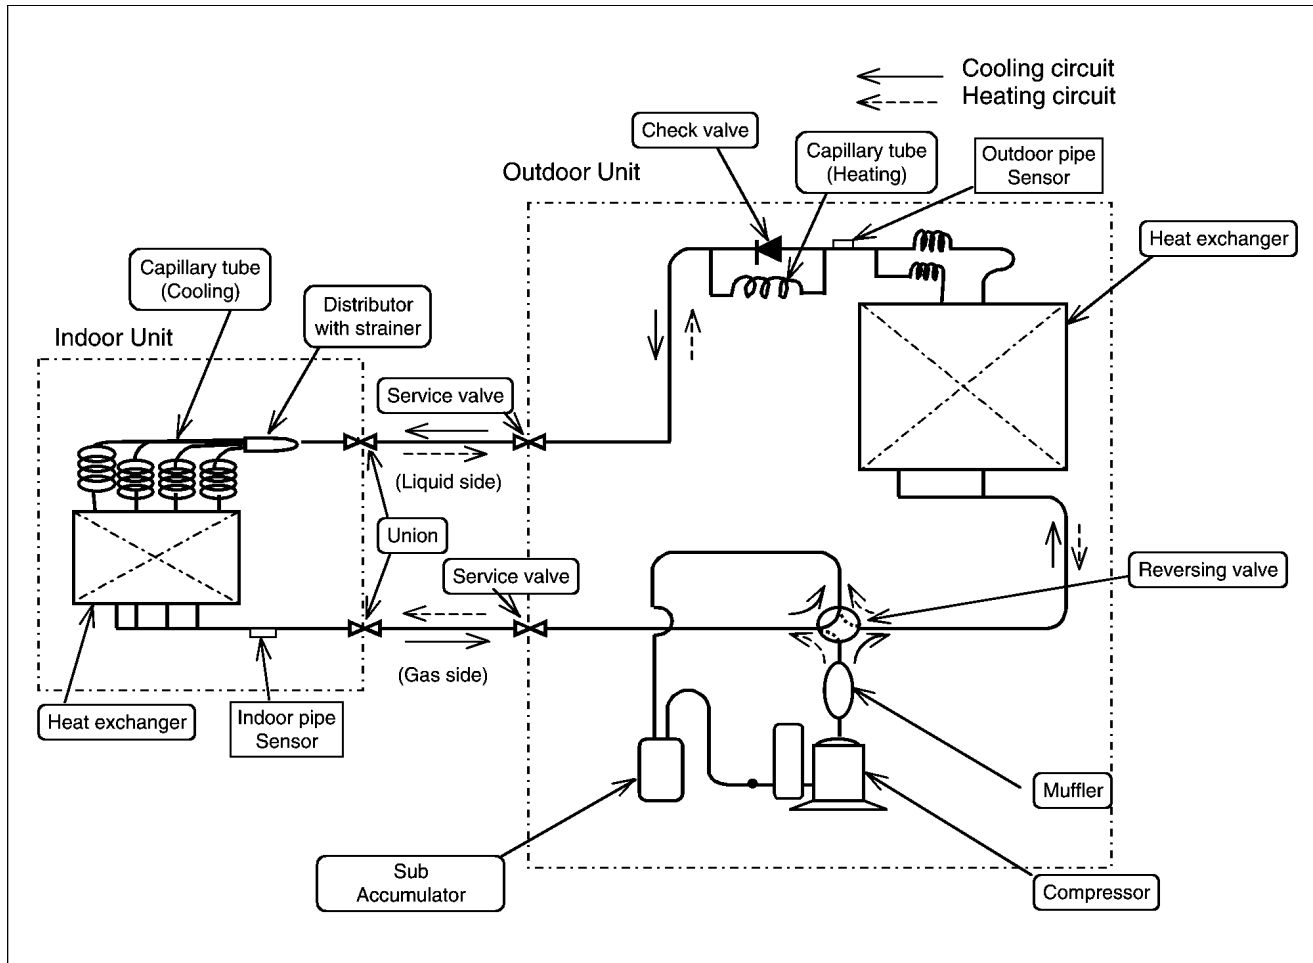 Cooling circuit
Heating circuit
Check valve
Capillary tube
(Heating)
Outdoor pipe
Sensor
Outdoor Unit
Heat exchanger
Capillary tube
(Cooling)
Distributor
with strainer
Indoor Unit
Service valve
(Liquid side)
Union
Service valve
Reversing valve
(Gas side)
Heat exchanger
Indoor pipe
Sensor
Muffler
Sub
Accumulator
Compressor